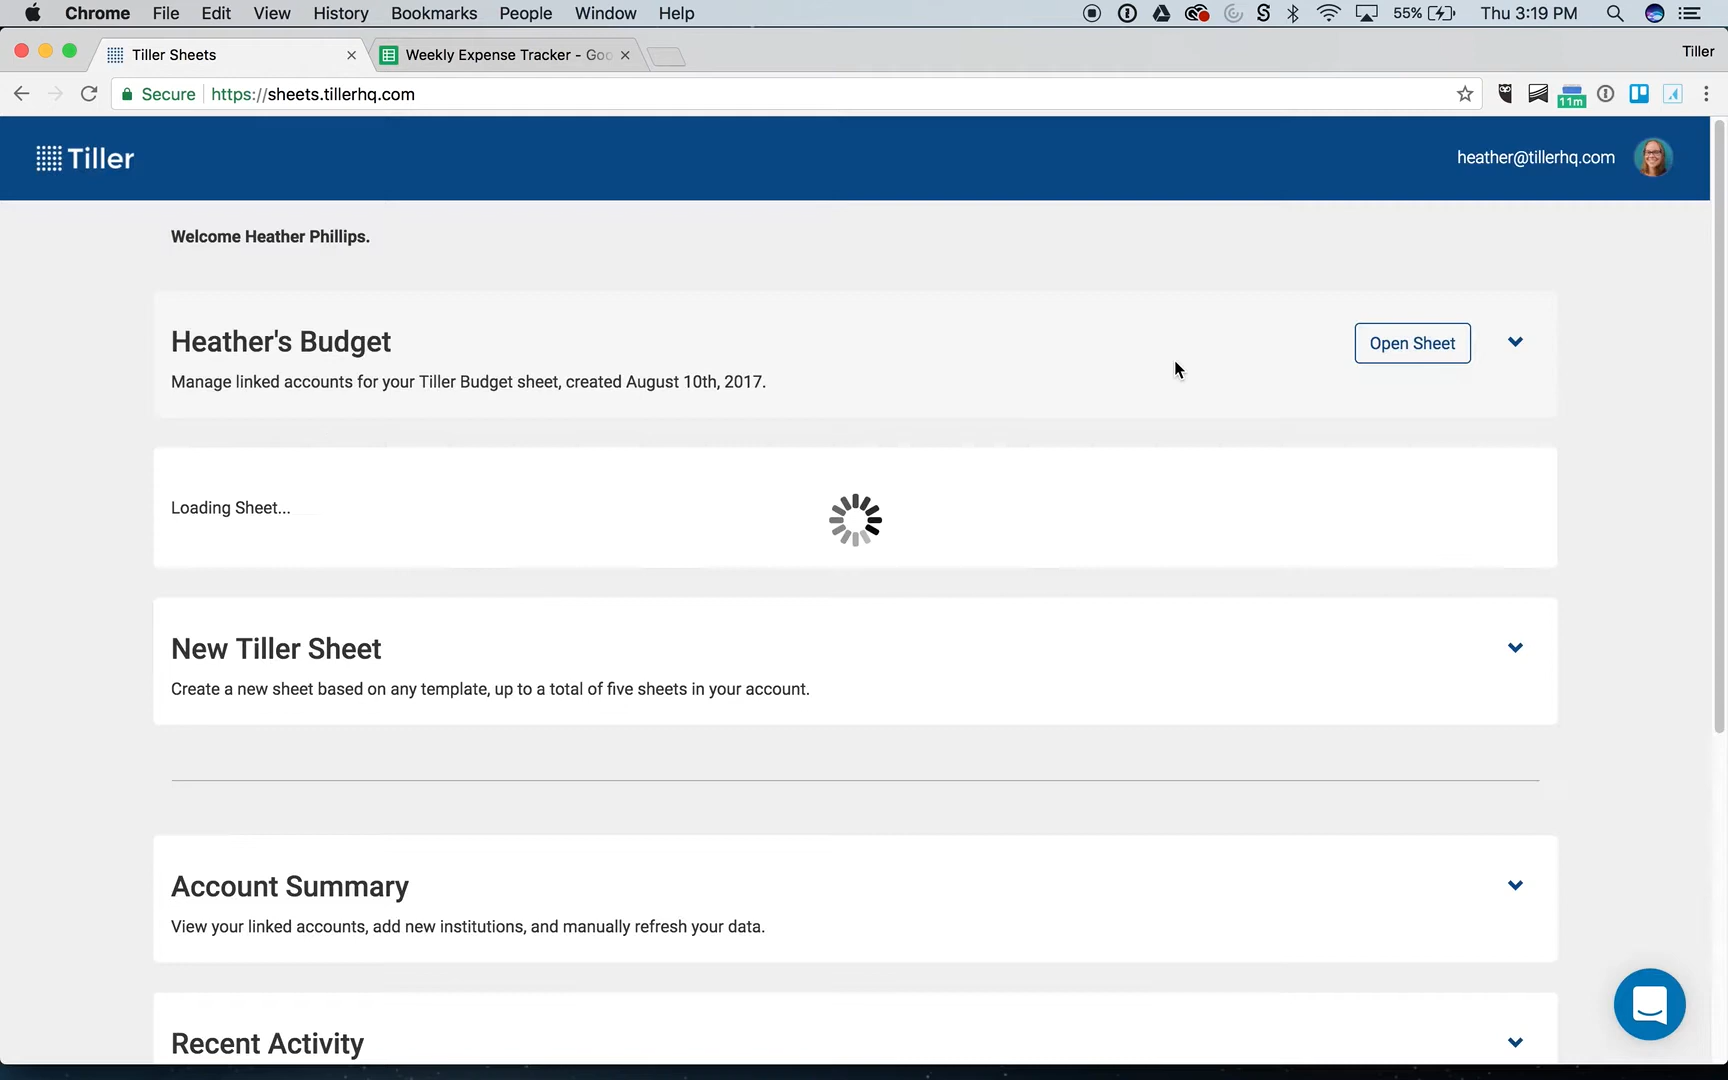 Chrome File Edit View History Bookmarks People Window Help 55% Thu 3:19 PM
Tiller Sheets Weekly Expense Tracker - Goo Tiller
Secure https://sheets.tillerhq.com 11m
Tiller heather@tillerhq.com
Welcome Heather Phillips.
Heather's Budget Open Sheet
Manage linked accounts for your Tiller Budget sheet, created August 10th, 2017.
Loading Sheet...
New Tiller Sheet
Create a new sheet based on any template, up to a total of five sheets in your account.
Account Summary
View your linked accounts, add new institutions, and manually refresh your data.
Recent Activity